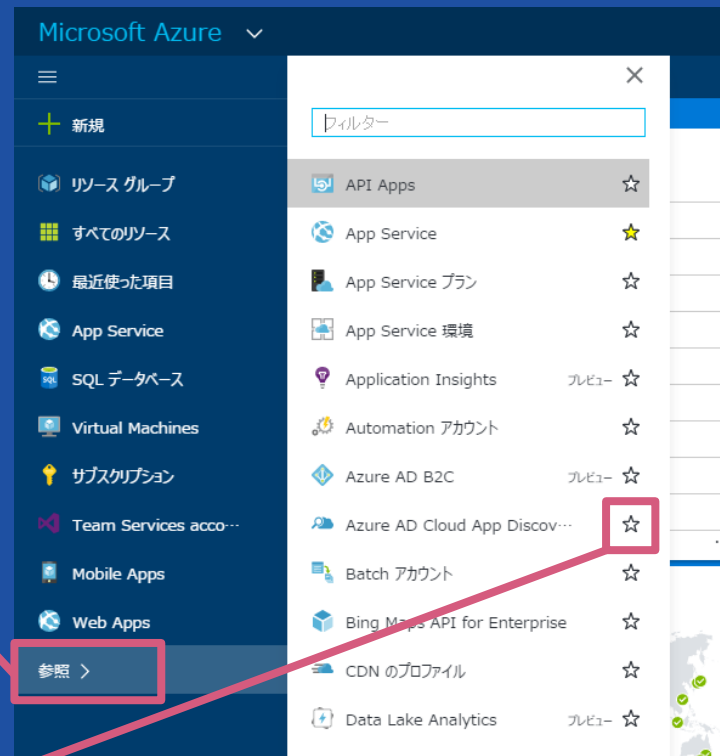 Microsoft Azure
新規
リソース グループ
すべてのリソース
最近使った項目
App Service
SQL データベース
Virtual Machines
サブスクリプション
Team Services acco…
Mobile Apps
Web Apps
参照
フィルター
API Apps
App Service
App Service プラン
App Service 環境
Application Insights プレビュー
Automation アカウント
Azure AD B2C プレビュー
Azure AD Cloud App Discov…
Batch アカウント
Bing Maps API for Enterprise
CDN のプロファイル
Data Lake Analytics プレビュー